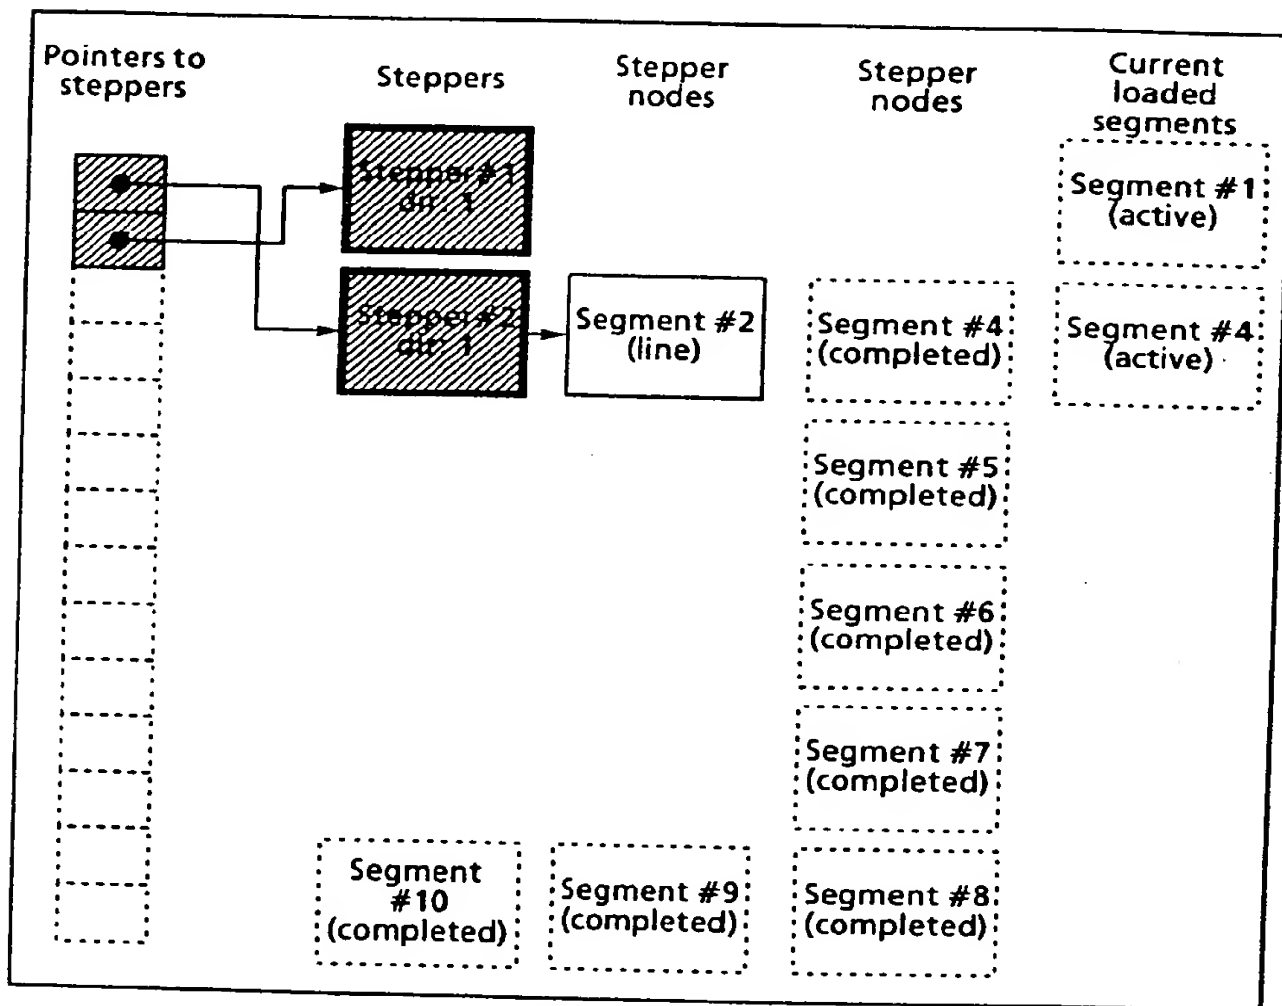 Pointers to
steppers
Steppers
Stepper
nodes
Stepper
nodes
Current
loaded
segments
Stepper#1
dir: 1
Segment #1
(active)
Stepper#2
dir: 1
Segment #2
(line)
Segment #4
(completed)
Segment #4
(active)
Segment #5
(completed)
Segment #6
(completed)
Segment #7
(completed)
Segment
#10
(completed)
Segment #9
(completed)
Segment #8
(completed)